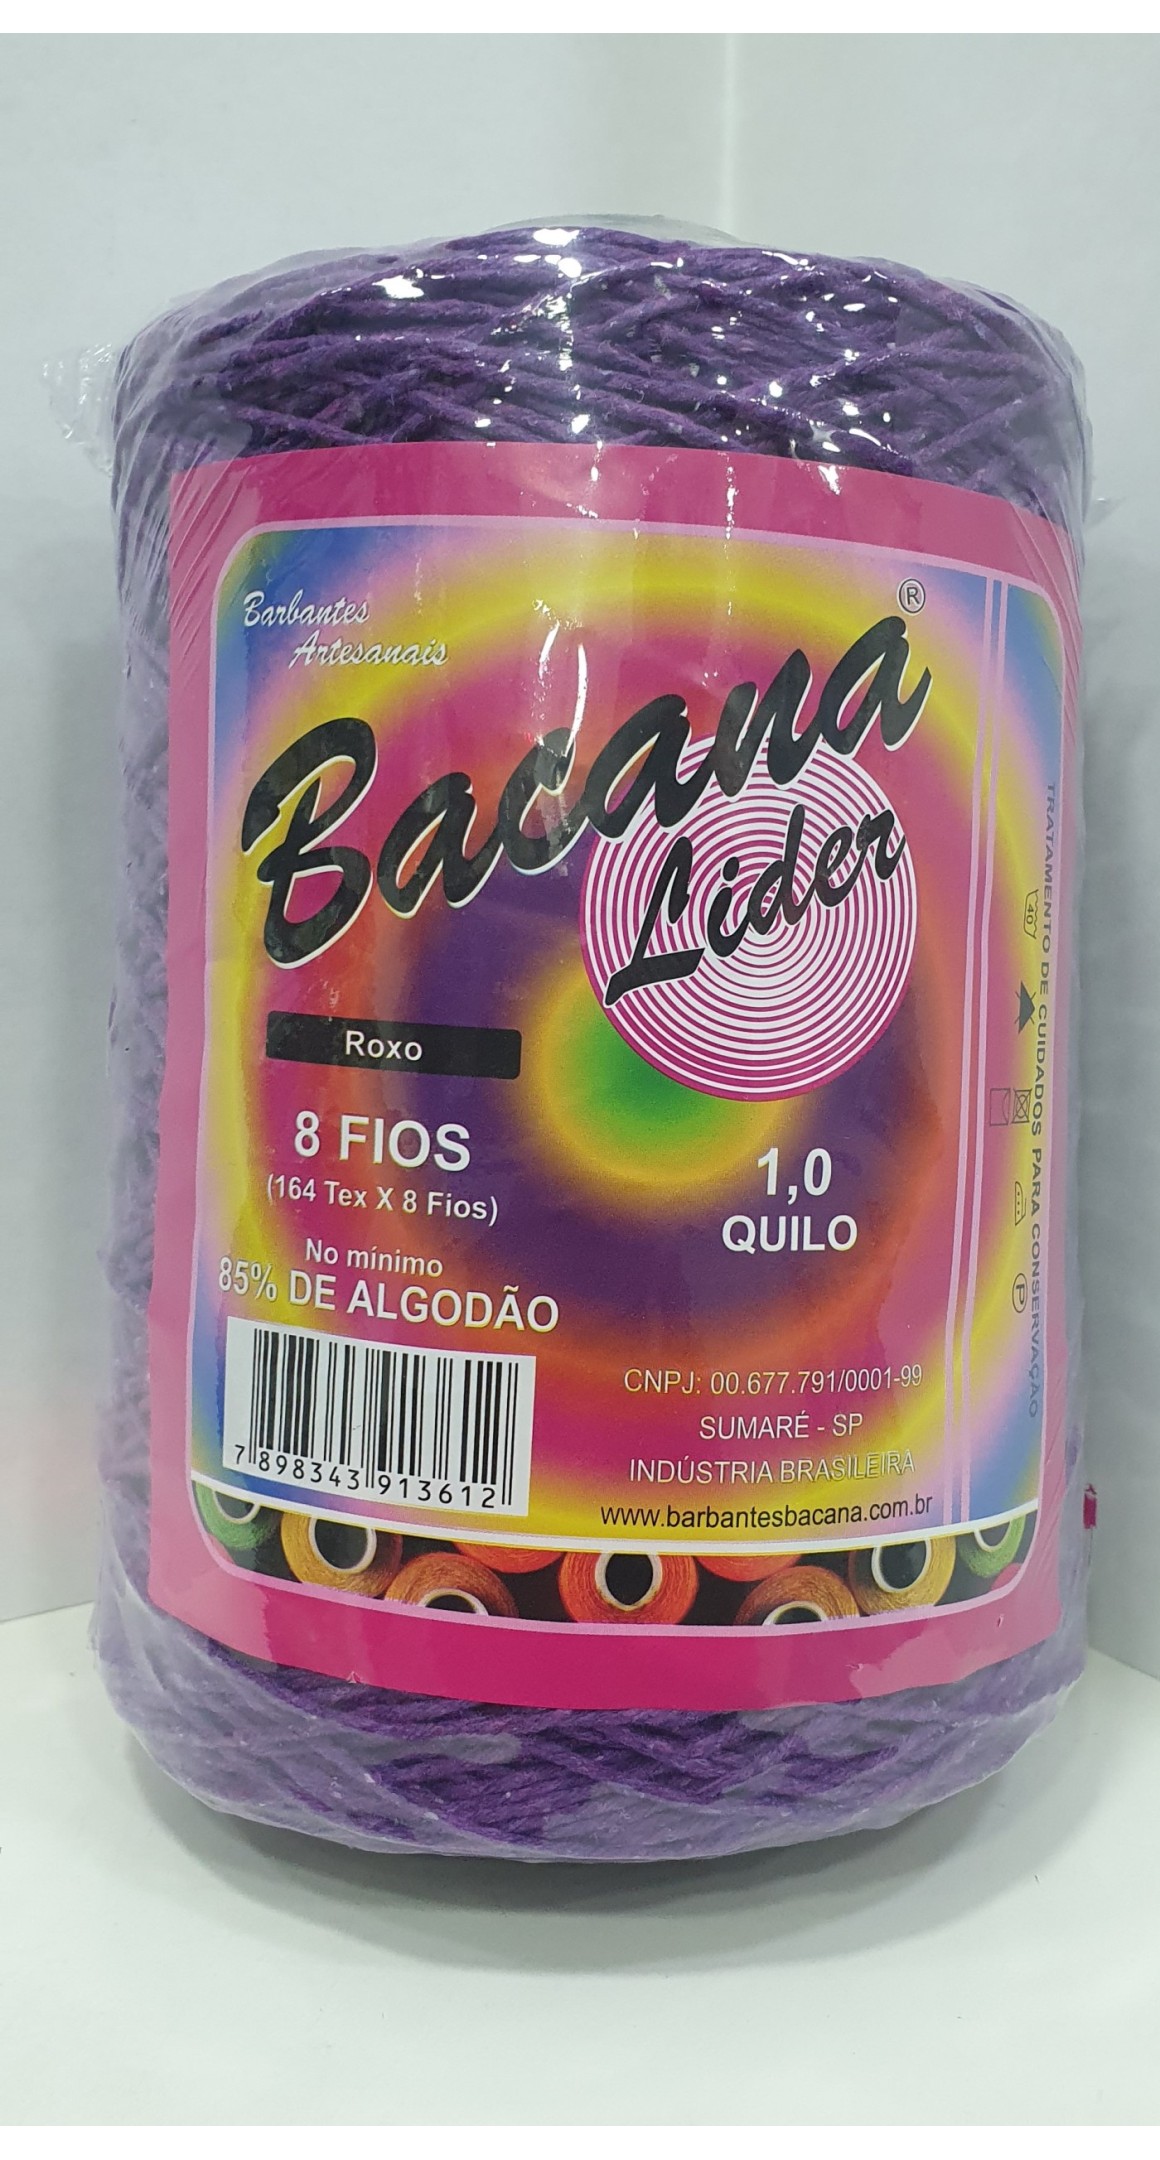 Barbantes
Artesanais
Bacana®
Lider
Roxo
8 FIOS
(164 Tex X 8 Fios)
No mínimo
85% DE ALGODÃO
7 898343 913612
1,0
QUILO
CNPJ: 00.677.791/0001-99
SUMARÉ - SP
INDÚSTRIA BRASILEIRA
www.barbantesbacana.com.br
TRATAMENTO DE CUIDADOS PARA CONSERVAÇÃO
40
P